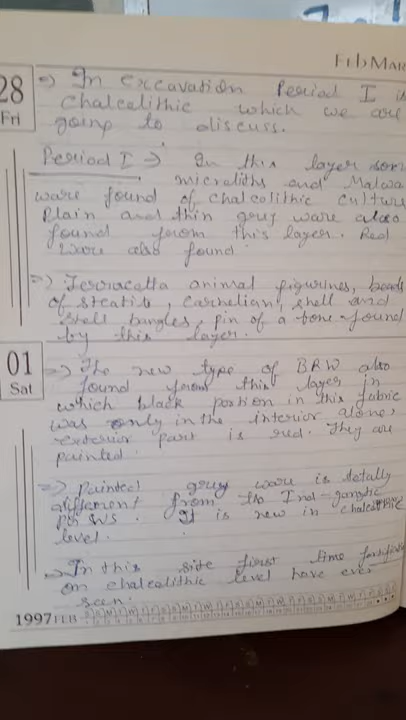 Feb Mar
28
Fri
=> In excavation Period I is
Chalcolithic which we are
going to discuss.
Period I => In this layer som
microliths and Malwa
ware found of chalcolithic culture
Plain and thin grey ware also
found from this layer. Red
ware also found.
=> Terracatta animal figurines, beads
of steatite, carnelian, shell and
shell bangles, pin of a bone found
by this layer.
01
Sat
=> The new type of BRW also
found from this layer in
which black portion in this fabric
was only in the interior alone,
exterior part is red. They are
painted.
=> Painted grey ware is totally
different from the Ind-gangtic
PGWS. It is new in chalcolithic
level.
=> In this site first time
on chalcolithic level have ever
seen.
1997 FEB